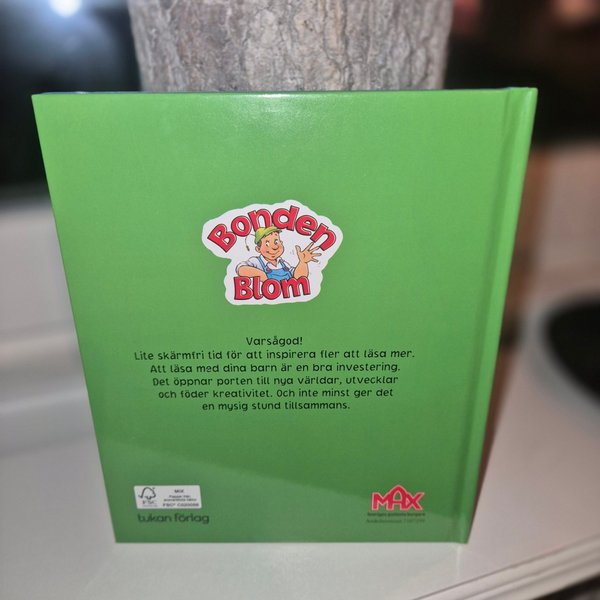 Bonden
Blom
Varsågod!
Lite skärmfri tid för att inspirera fler att läsa mer.
Att läsa med dina barn är en bra investering.
Det öppnar porten till nya världar, utvecklar
och föder kreativitet. Och inte minst ger det
en mysig stund tillsammans.
FSC
MIX
tukan förlag
MAX